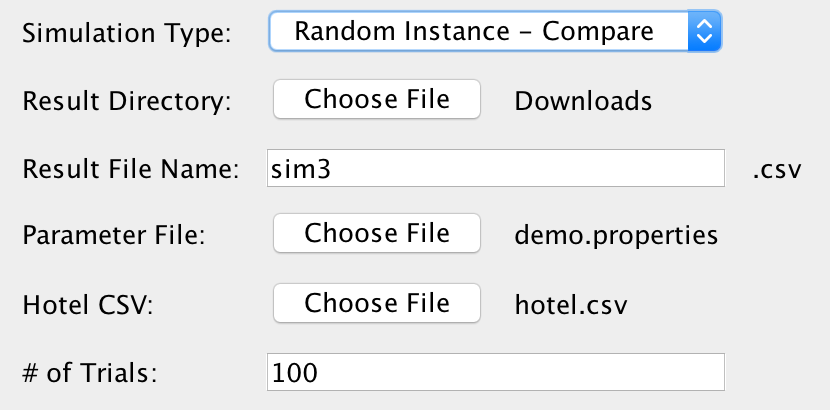 Simulation Type: Random Instance – Compare
Result Directory: Choose File Downloads
Result File Name: sim3 .csv
Parameter File: Choose File demo.properties
Hotel CSV: Choose File hotel.csv
# of Trials: 100